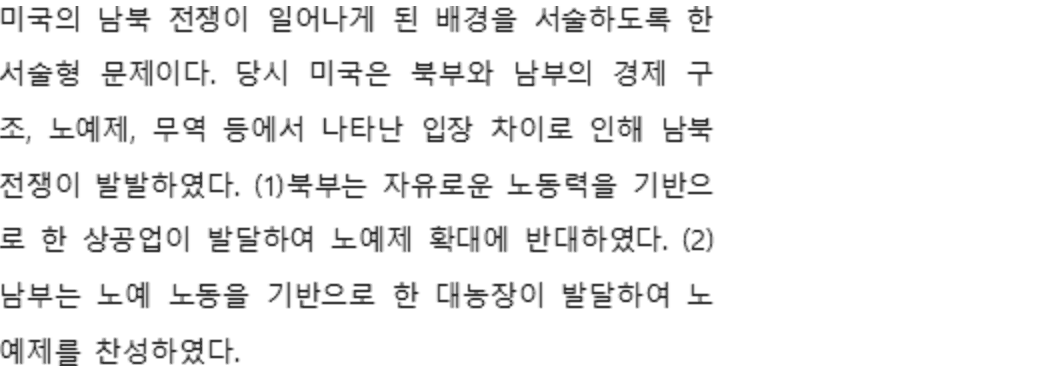 미국의 남북 전쟁이 일어나게 된 배경을 서술하도록 한
서술형 문제이다. 당시 미국은 북부와 남부의 경제 구
조, 노예제, 무역 등에서 나타난 입장 차이로 인해 남북
전쟁이 발발하였다. (1)북부는 자유로운 노동력을 기반으
로 한 상공업이 발달하여 노예제 확대에 반대하였다. (2)
남부는 노예 노동을 기반으로 한 대농장이 발달하여 노
예제를 찬성하였다.